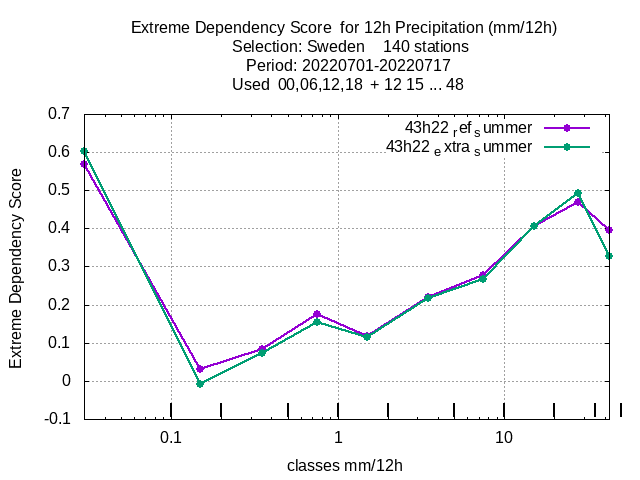 Extreme Dependency Score  for 12h Precipitation (mm/12h)
Selection: Sweden    140 stations
Period: 20220701-20220717
Used  00,06,12,18  + 12 15 ... 48
43h22 ref summer
43h22 extra summer
Extreme Dependency Score
0.7
0.6
0.5
0.4
0.3
0.2
0.1
0
-0.1
0.1
1
10
classes mm/12h